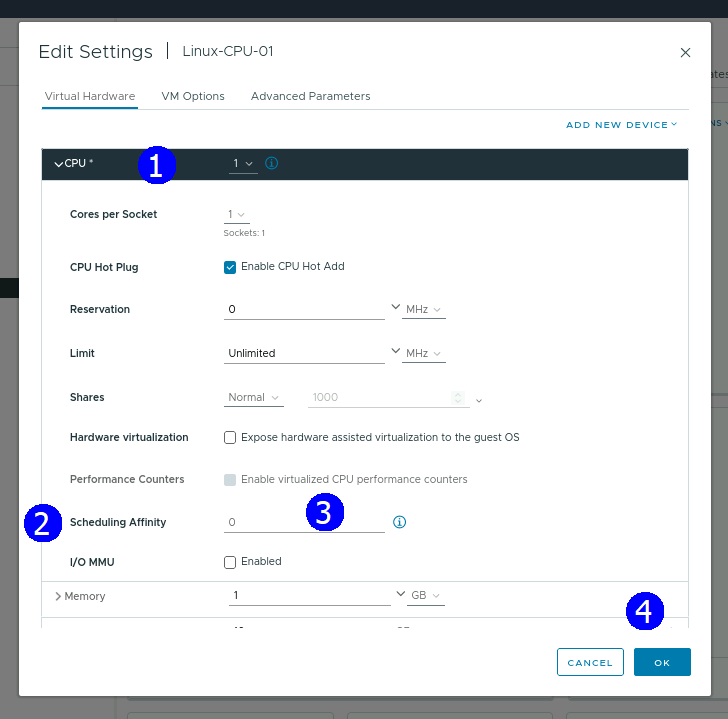 Edit Settings | Linux-CPU-01
ates
Virtual Hardware VM Options Advanced Parameters
ADD NEW DEVICE
NS
CPU * 1 1
Cores per Socket 1
Sockets: 1
CPU Hot Plug Enable CPU Hot Add
Reservation 0 MHz
Limit Unlimited MHz
Shares Normal 1000
Hardware virtualization Expose hardware assisted virtualization to the guest OS
Performance Counters Enable virtualized CPU performance counters
2 Scheduling Affinity 0 3
I/O MMU Enabled
Memory 1 GB
4
CANCEL OK